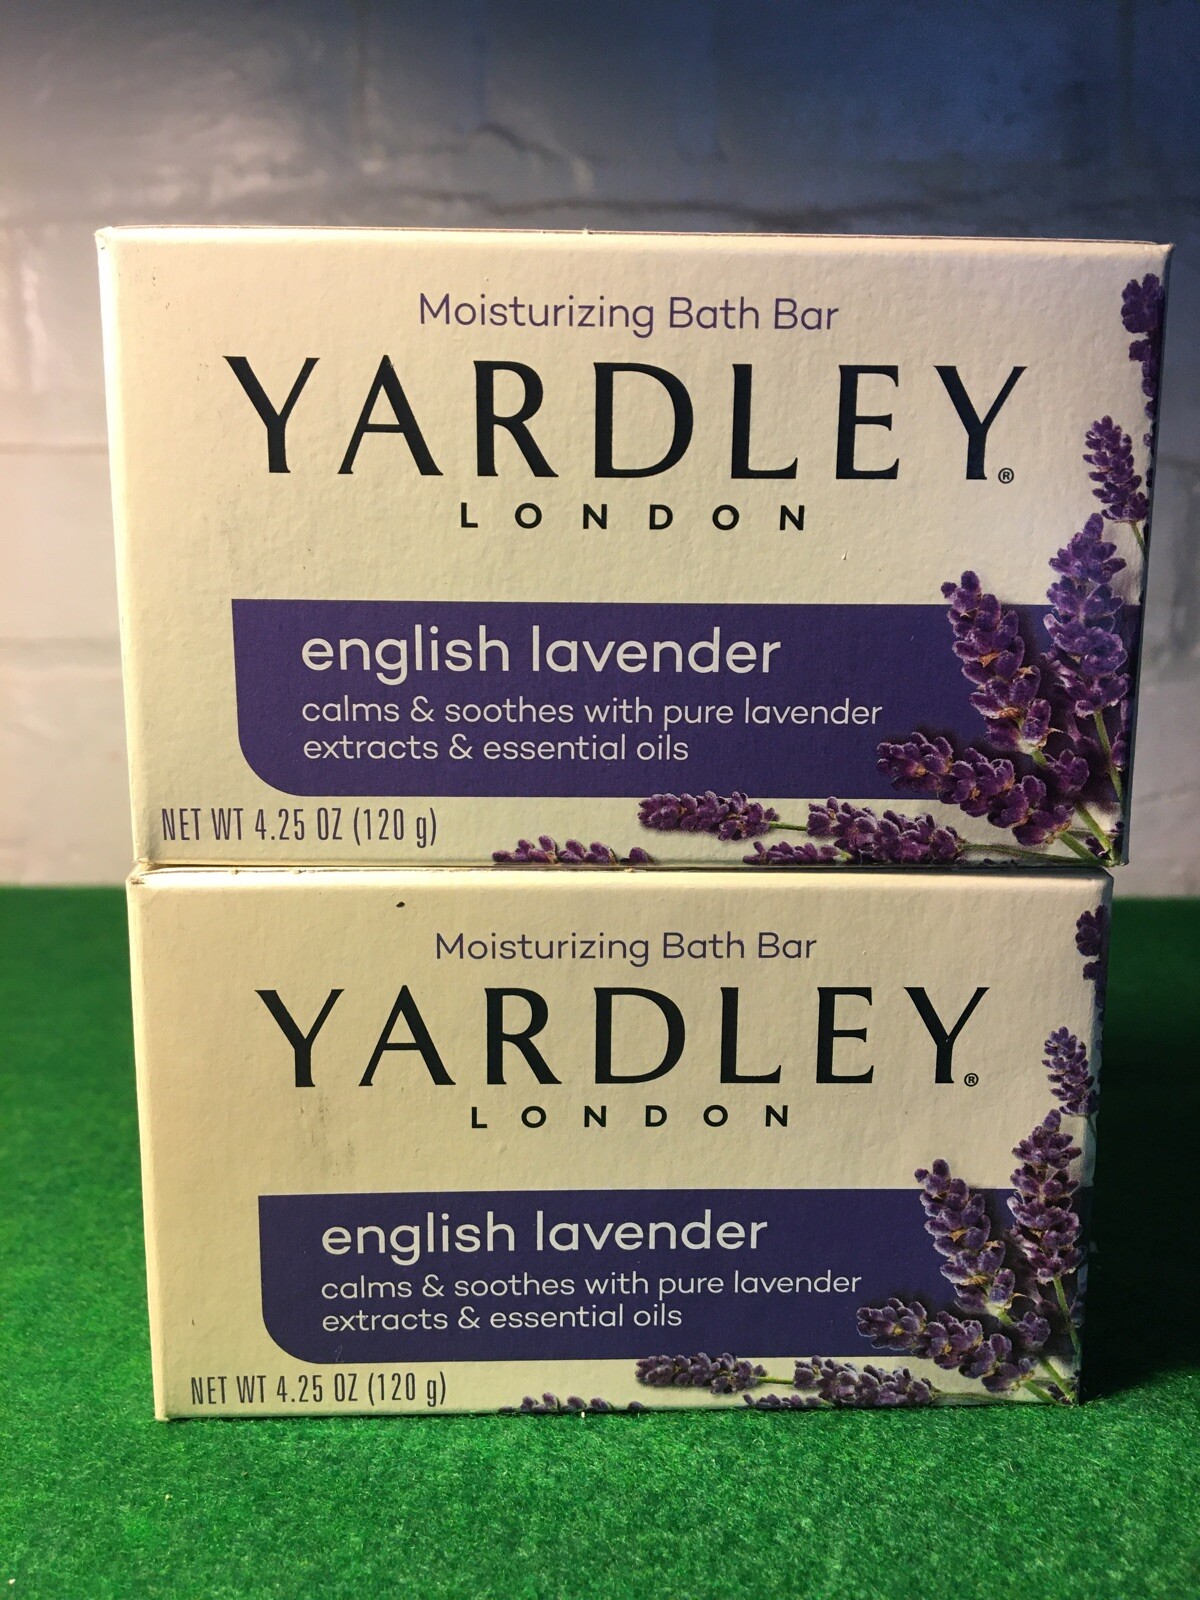 Moisturizing Bath Bar
YARDLEY®
LONDON
english lavender
calms & soothes with pure lavender
extracts & essential oils
NET WT 4.25 OZ (120 g)
Moisturizing Bath Bar
YARDLEY®
LONDON
english lavender
calms & soothes with pure lavender
extracts & essential oils
NET WT 4.25 OZ (120 g)